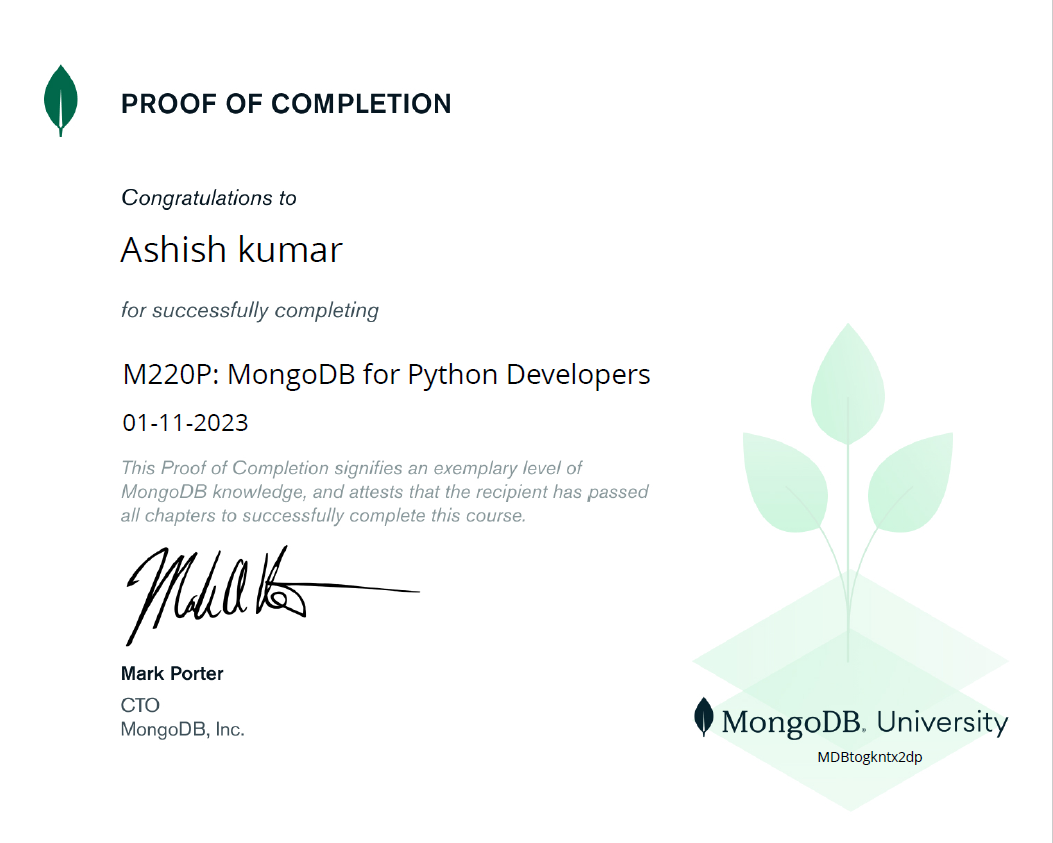 PROOF OF COMPLETION
Congratulations to
Ashish kumar
for successfully completing
M220P: MongoDB for Python Developers
01-11-2023
This Proof of Completion signifies an exemplary level of
MongoDB knowledge, and attests that the recipient has passed
all chapters to successfully complete this course.
Mark Porter
CTO
MongoDB, Inc.
MongoDB. University
MDBtogkntx2dp